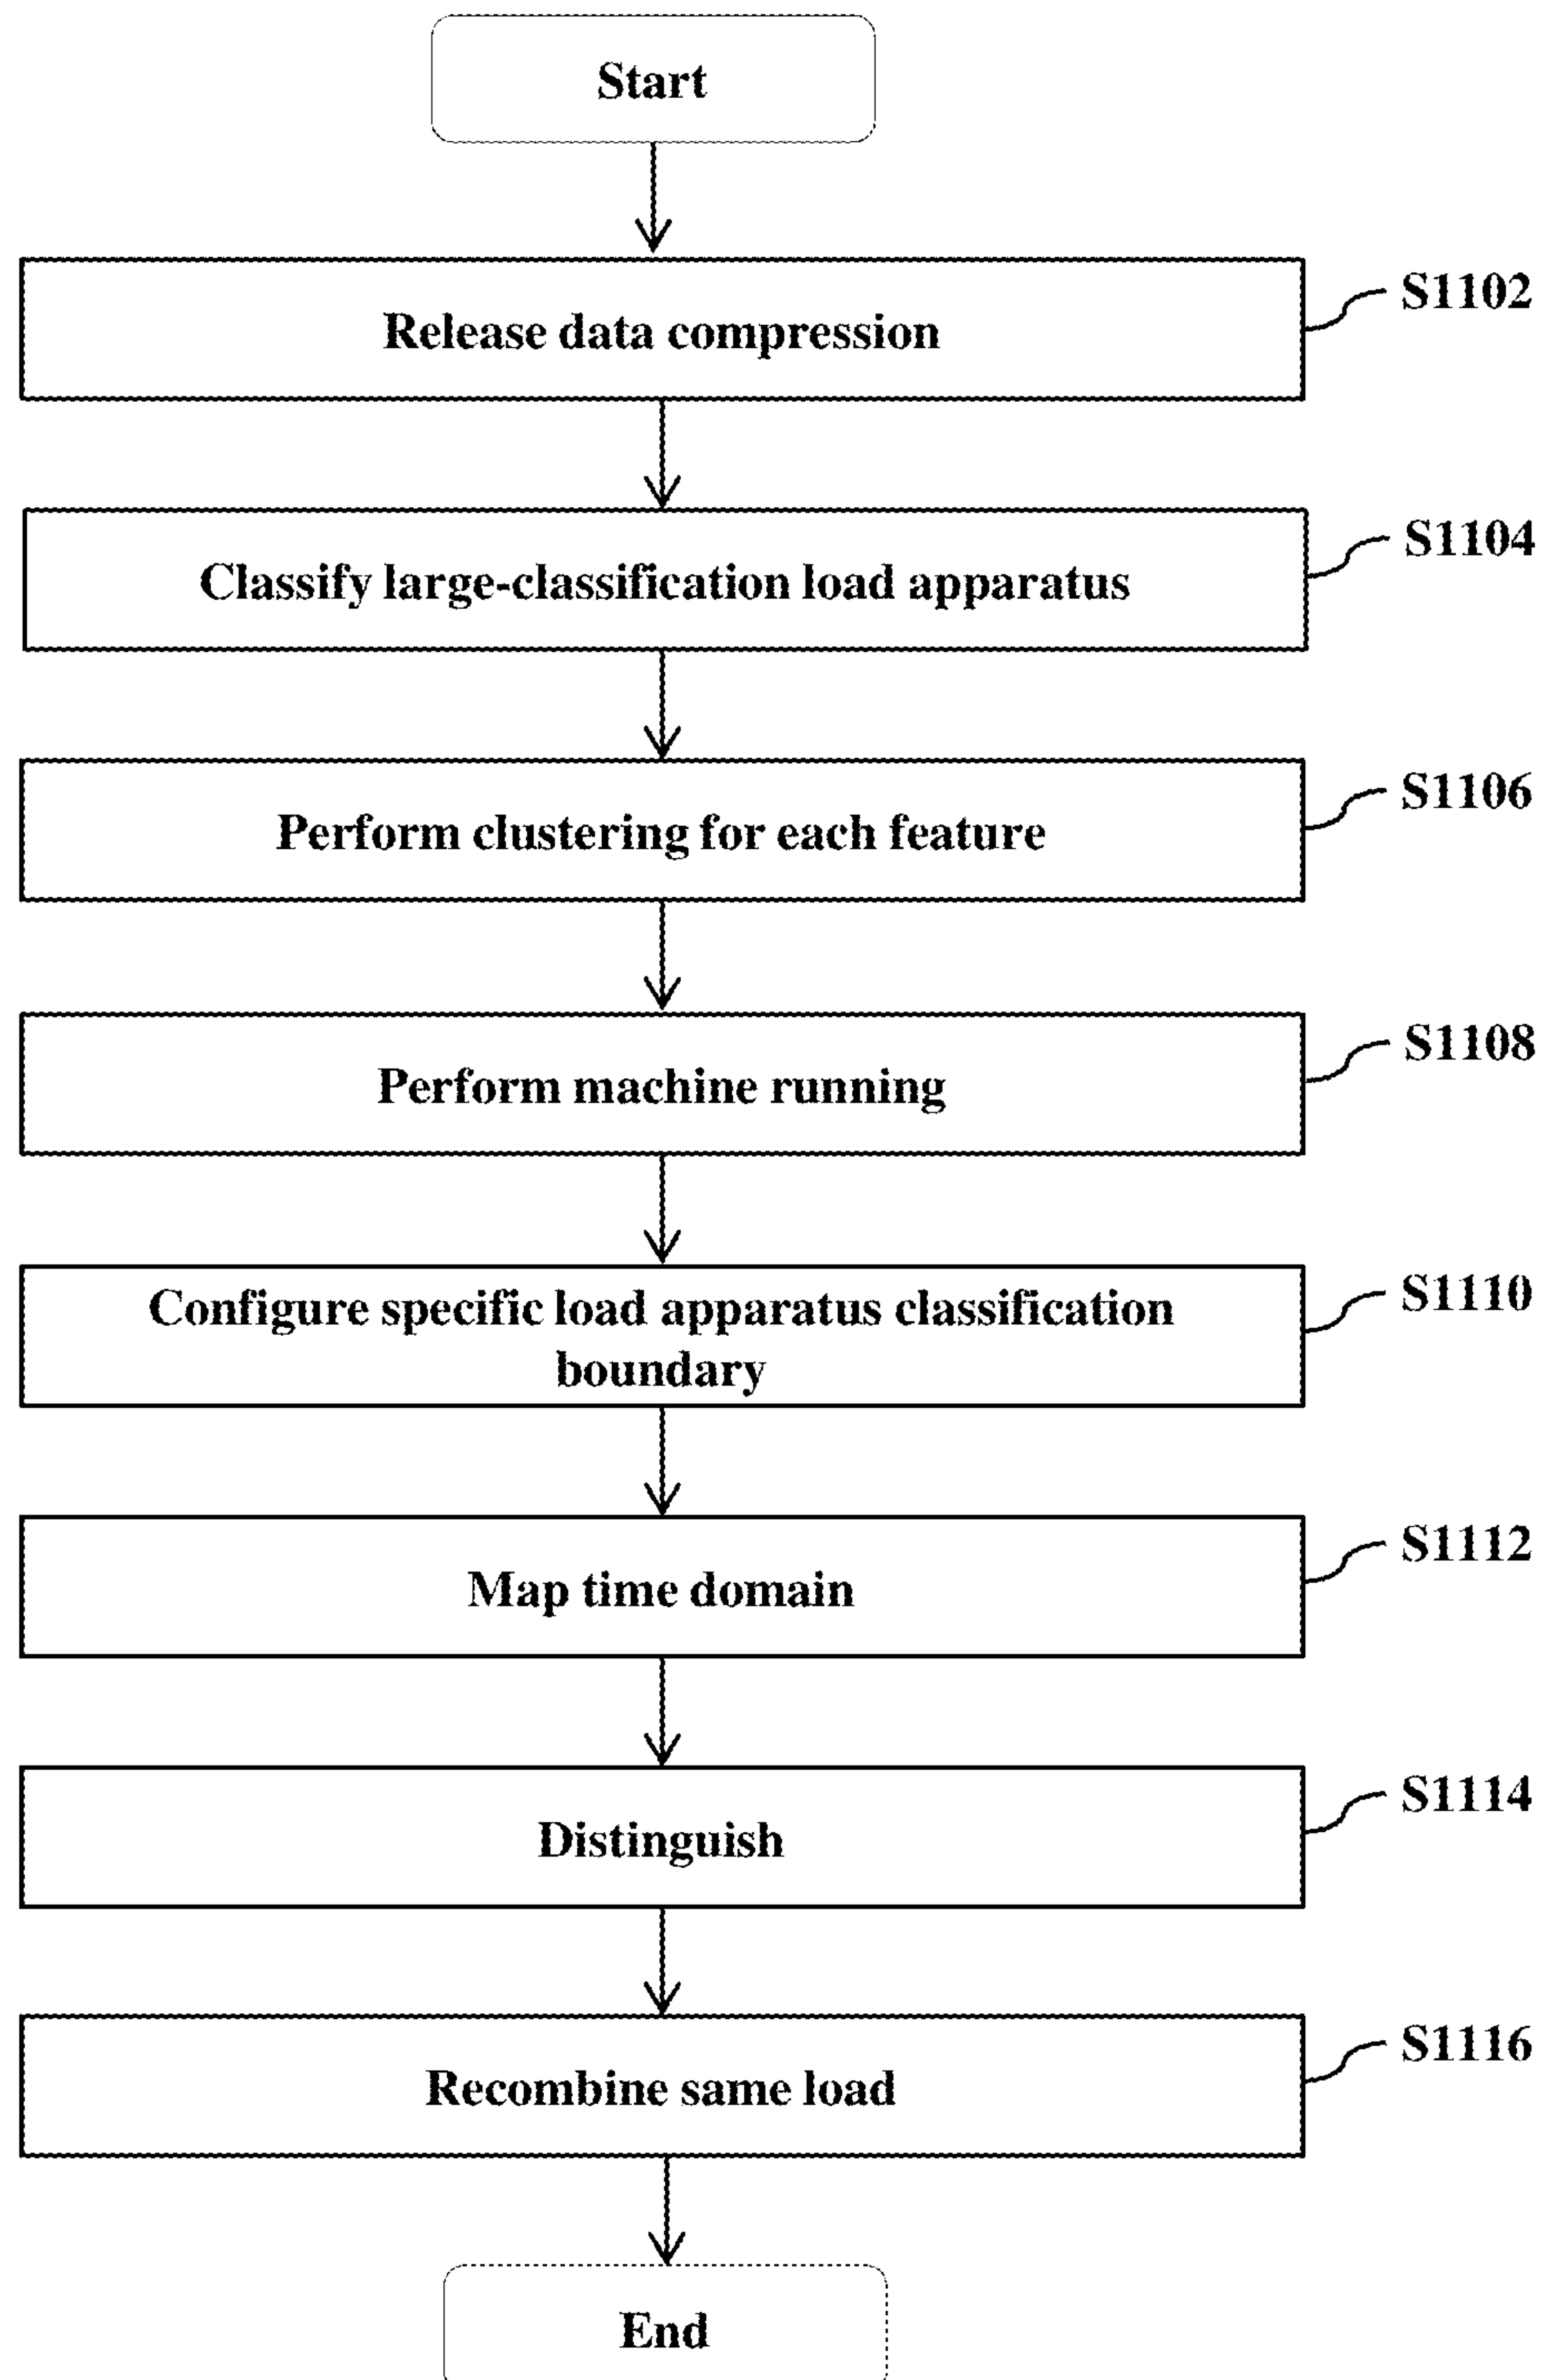 Start
Release data compression
S1102
Classify large-classification load apparatus
S1104
Perform clustering for each feature
S1106
Perform machine running
S1108
Configure specific load apparatus classification
boundary
S1110
Map time domain
S1112
Distinguish
S1114
Recombine same load
S1116
End